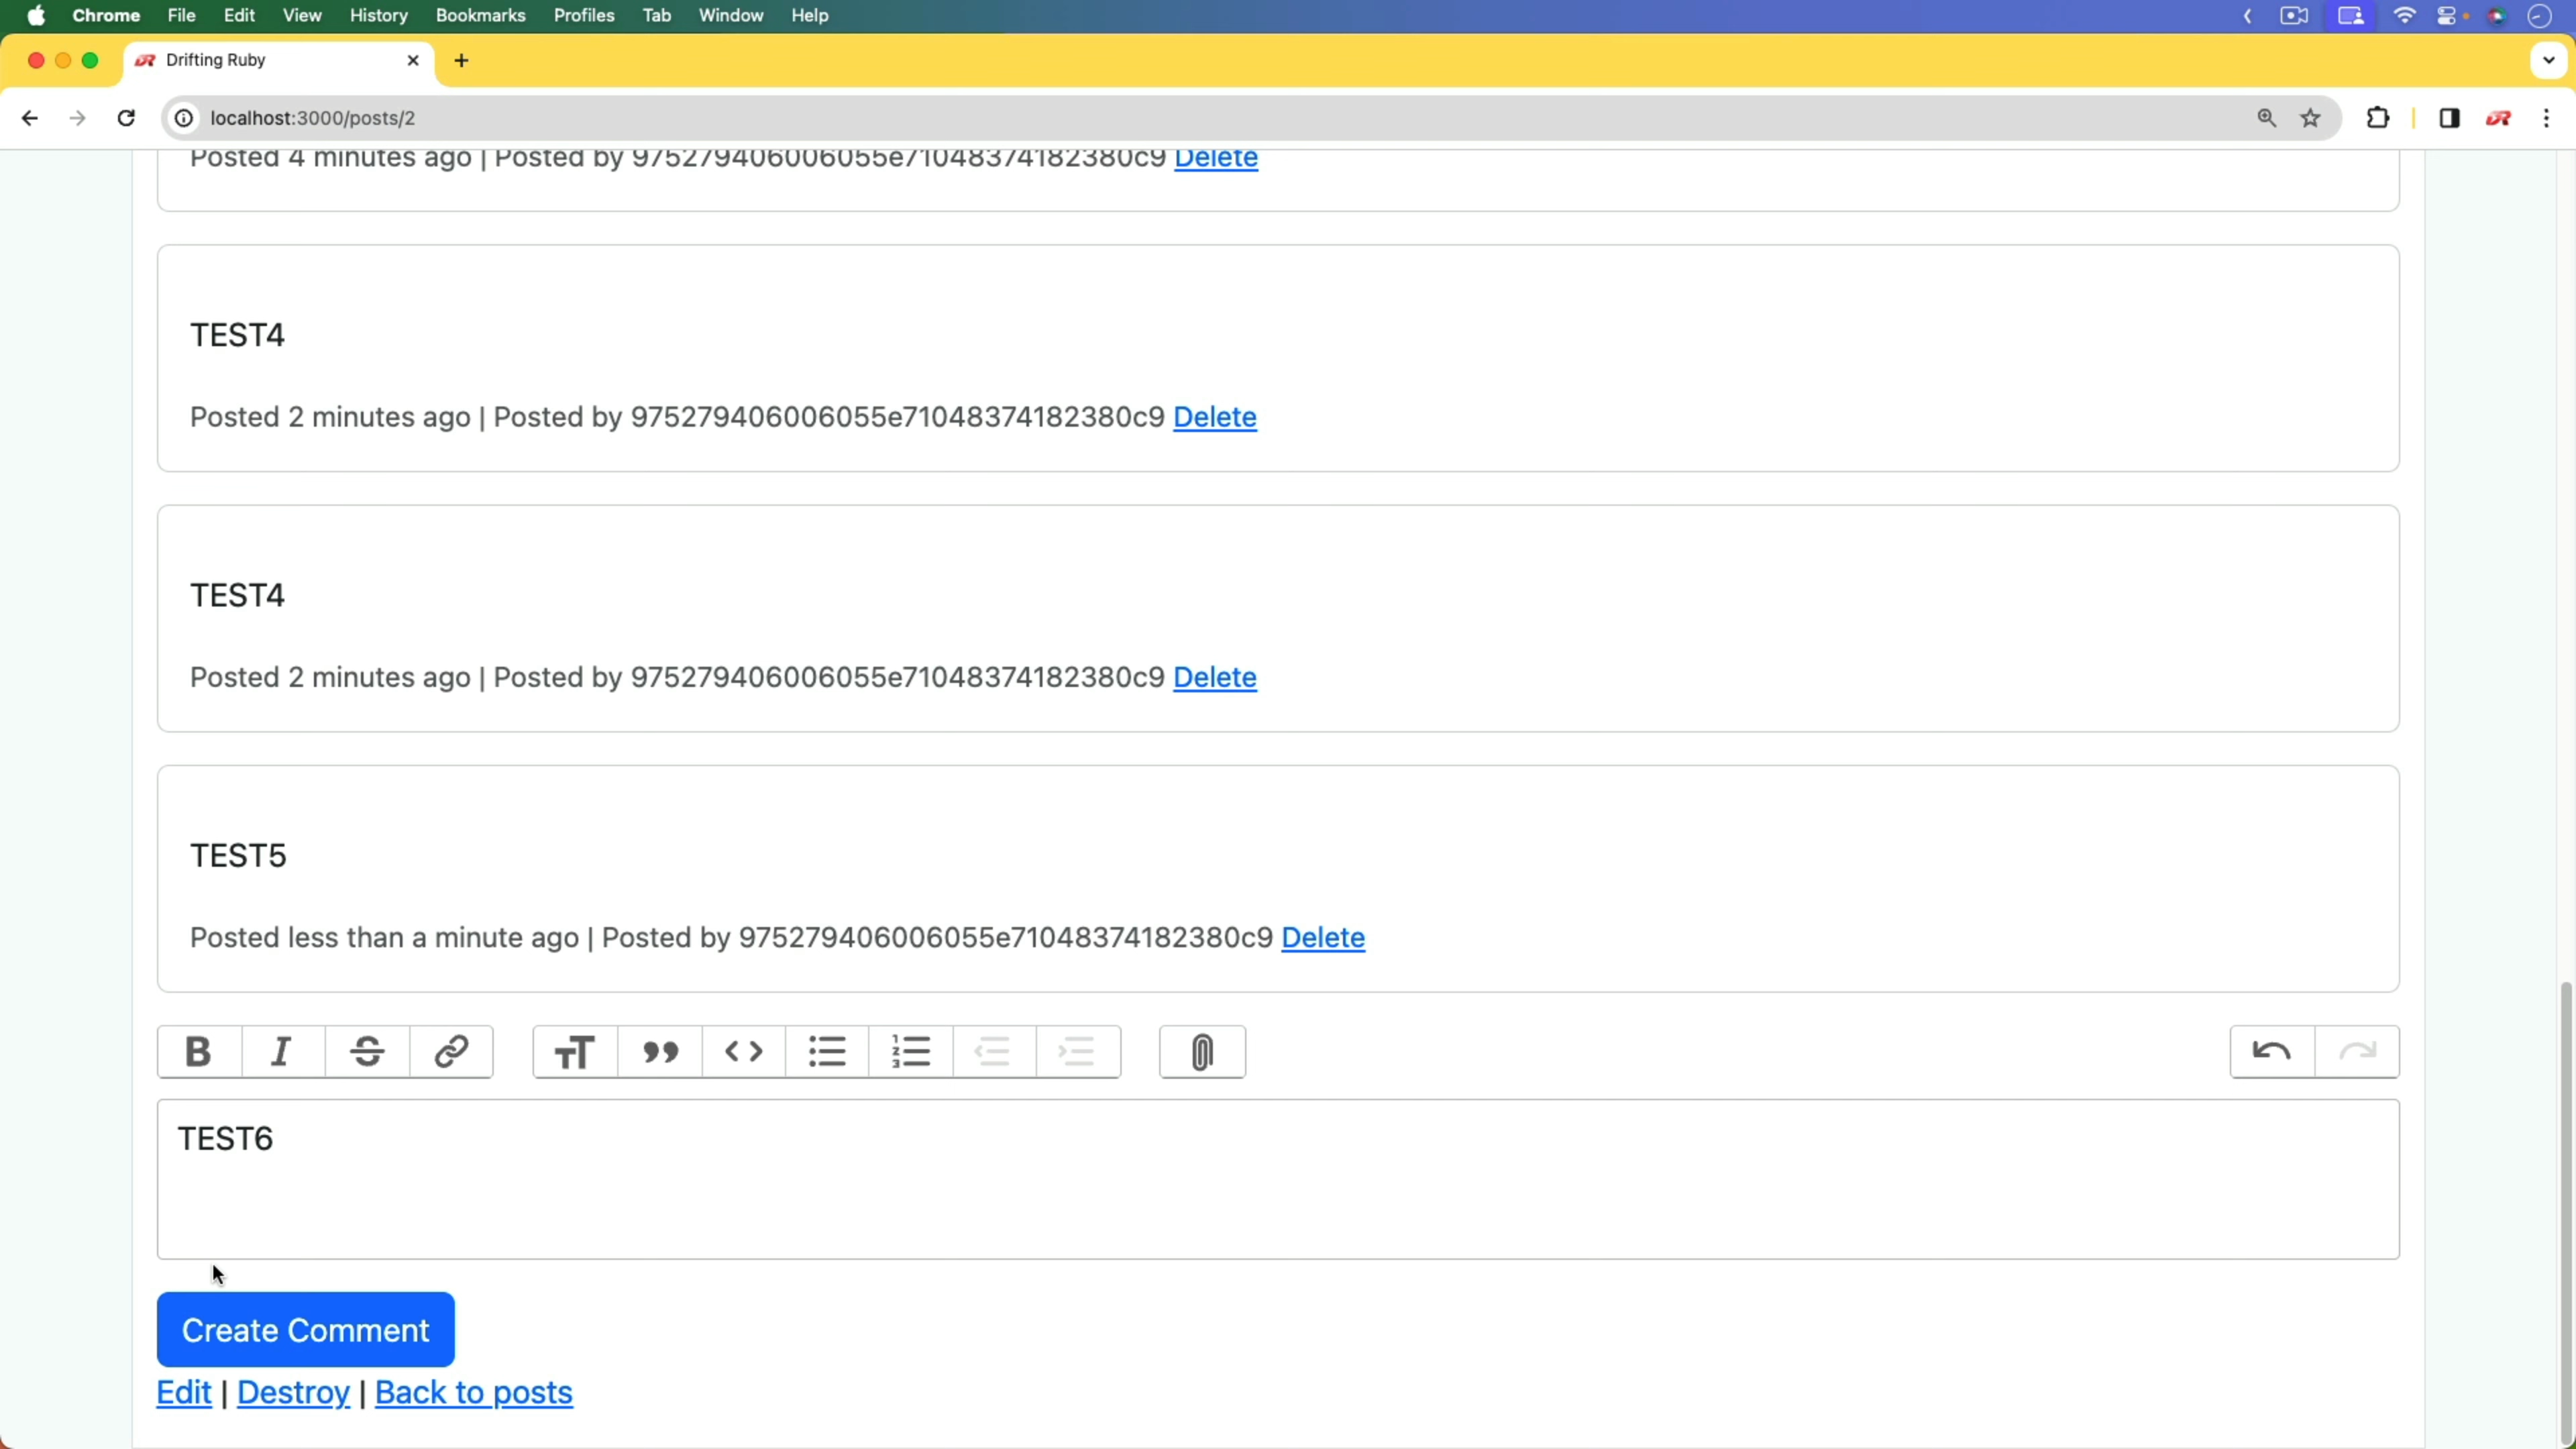 Chrome File Edit View History Bookmarks Profiles Tab Window Help
Drifting Ruby
localhost:3000/posts/2
Posted 4 minutes ago | Posted by 975279406006055e71048374182380c9 Delete
TEST4
Posted 2 minutes ago | Posted by 975279406006055e71048374182380c9 Delete
TEST4
Posted 2 minutes ago | Posted by 975279406006055e71048374182380c9 Delete
TEST5
Posted less than a minute ago | Posted by 975279406006055e71048374182380c9 Delete
TEST6
Create Comment
Edit | Destroy | Back to posts